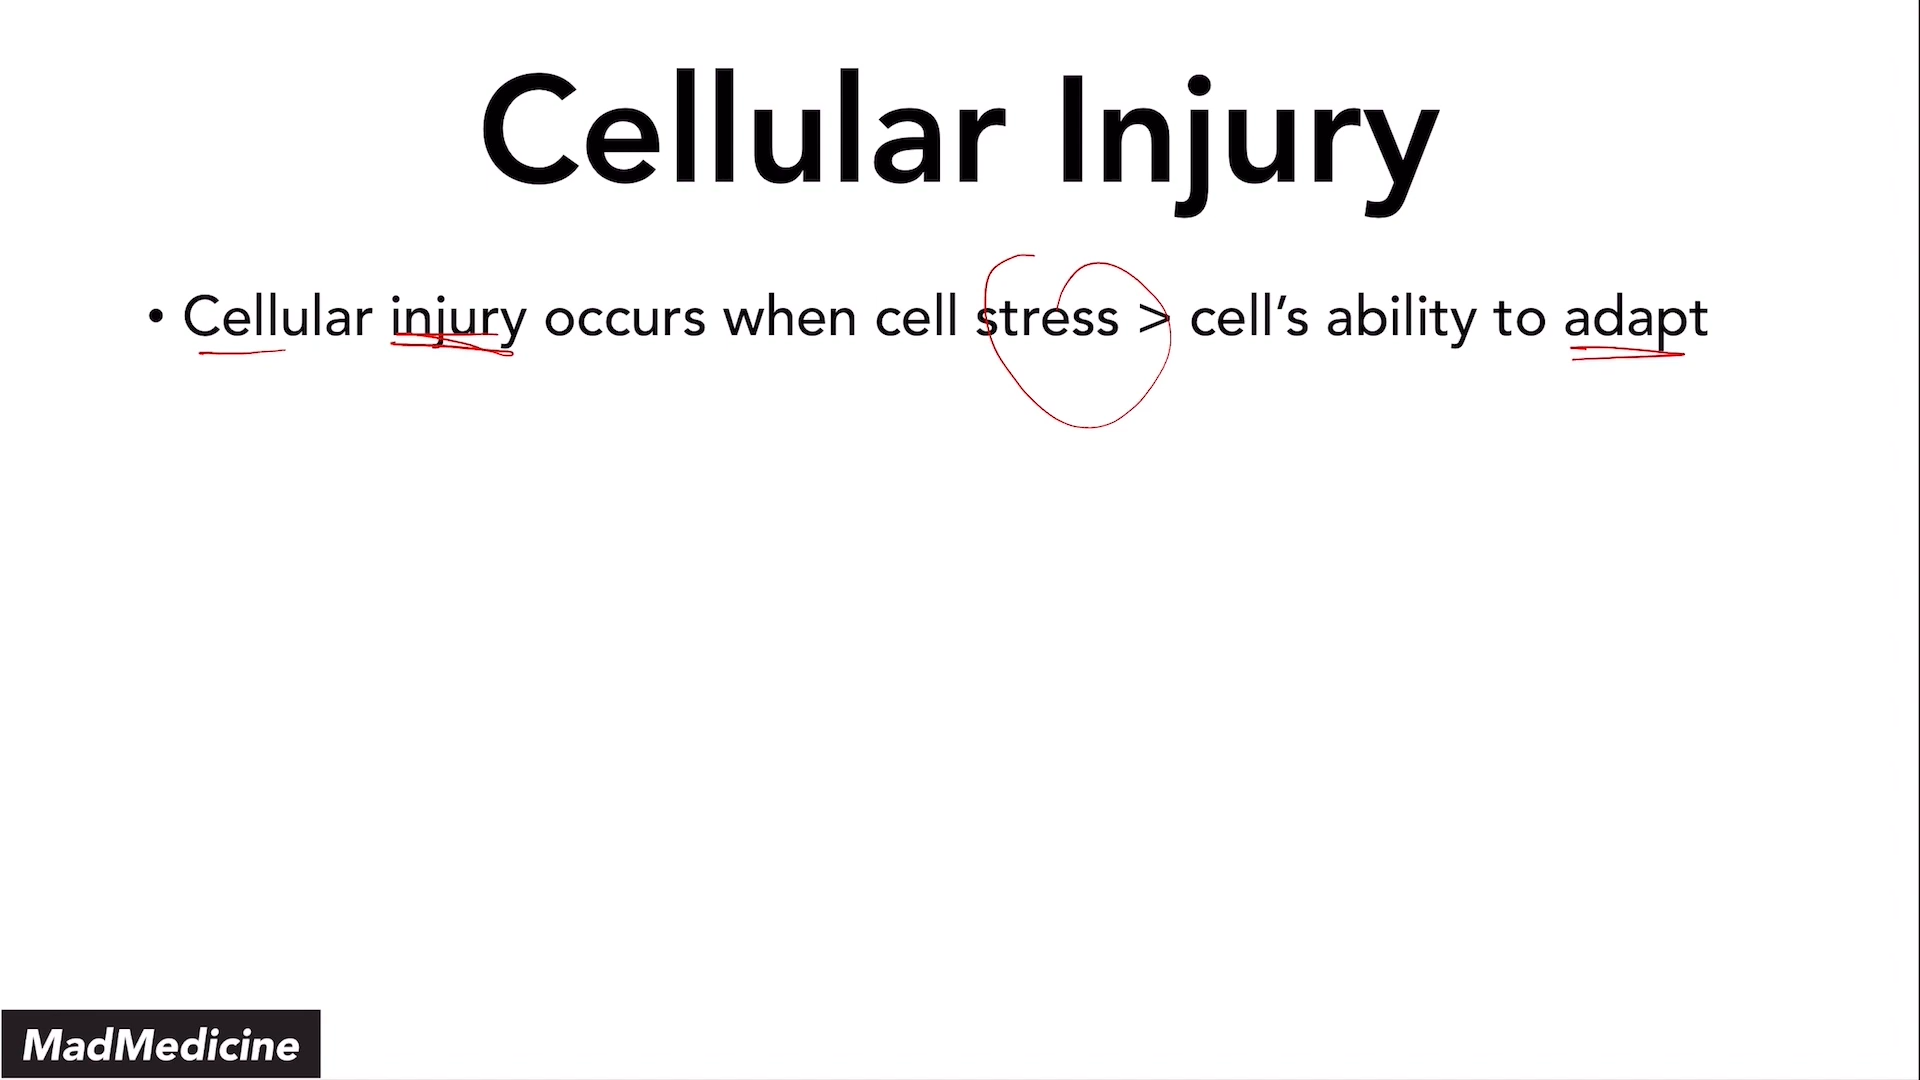 Cellular Injury
• Cellular injury occurs when cell stress > cell’s ability to adapt
MadMedicine